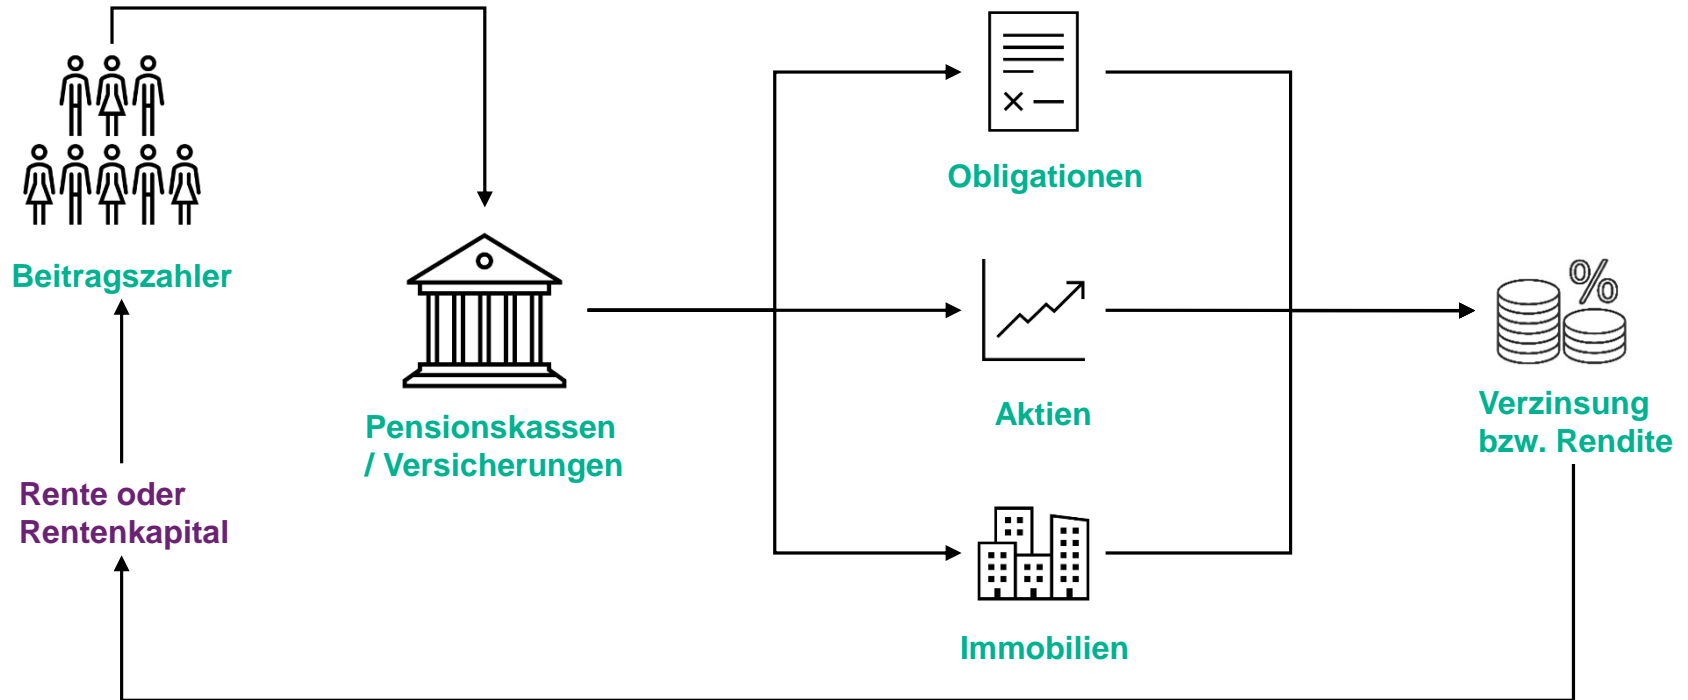 Obligationen
Beitragszahler
Aktien
Verzinsung
bzw. Rendite
Pensionskassen
/ Versicherungen
Rente oder
Rentenkapital
Immobilien
%